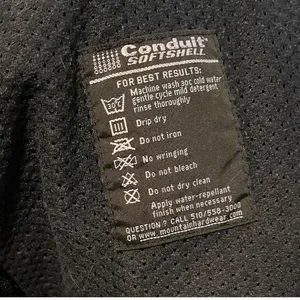 Conduit
SOFTSHELL
FOR BEST RESULTS:
Machine wash 30c cold water
gentle cycle mild detergent
rinse thoroughly
Drip dry
Do not iron
No wringing
Do not bleach
Do not dry clean
Apply water-repellant
finish when necessary
QUESTION ? CALL 510/558-3000
OR www.mountainhardwear.com